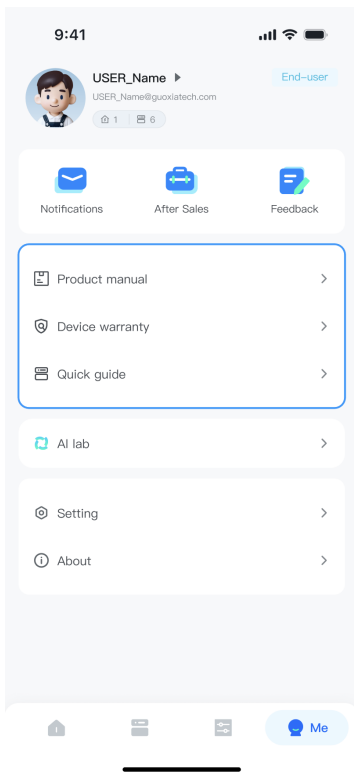 9:41
USER_Name
End-user
USER_Name@guoxiatech.com
1 6
Notifications After Sales Feedback
Product manual
Device warranty
Quick guide
AI lab
Setting
About
Me